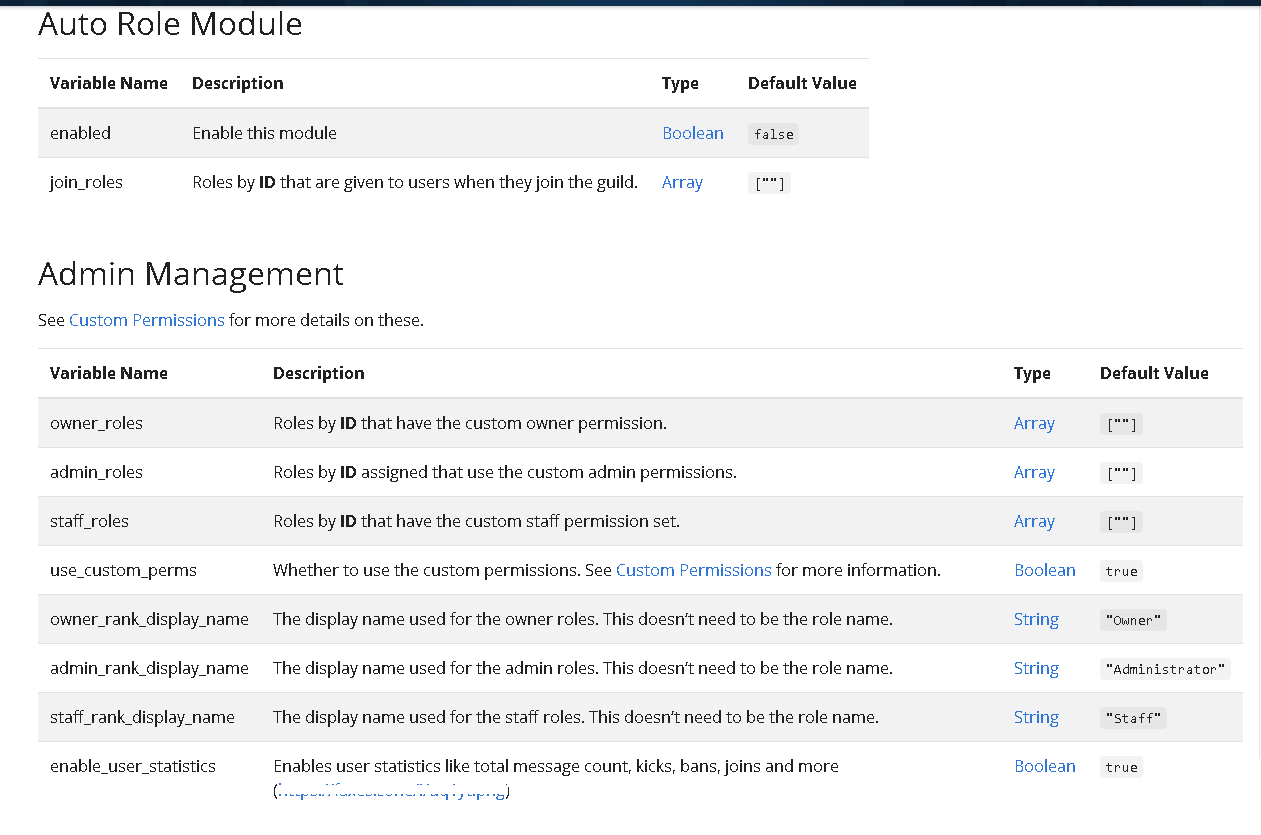 Auto Role Module
Variable Name Description Type Default Value
enabled Enable this module Boolean false
join_roles Roles by ID that are given to users when they join the guild. Array [""]
Admin Management
See Custom Permissions for more details on these.
Variable Name Description Type Default Value
owner_roles Roles by ID that have the custom owner permission. Array [""]
admin_roles Roles by ID assigned that use the custom admin permissions. Array [""]
staff_roles Roles by ID that have the custom staff permission set. Array [""]
use_custom_perms Whether to use the custom permissions. See Custom Permissions for more information. Boolean true
owner_rank_display_name The display name used for the owner roles. This doesn’t need to be the role name. String "Owner"
admin_rank_display_name The display name used for the admin roles. This doesn’t need to be the role name. String "Administrator"
staff_rank_display_name The display name used for the staff roles. This doesn’t need to be the role name. String "Staff"
enable_user_statistics Enables user statistics like total message count, kicks, bans, joins and more Boolean true